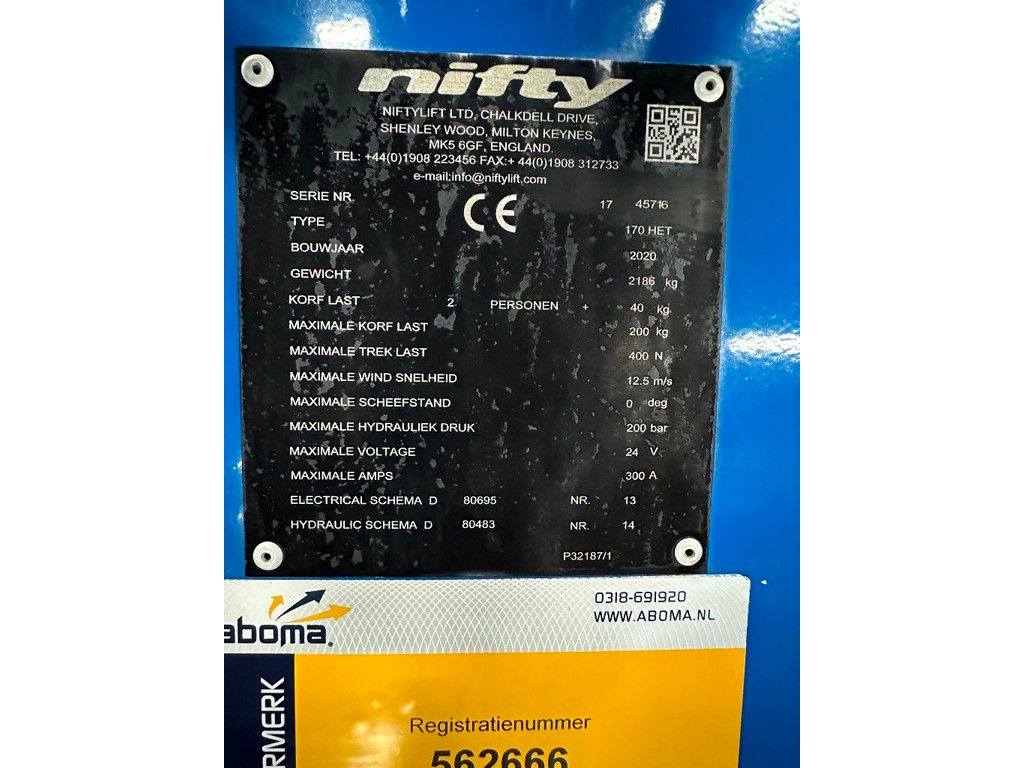 nifty
NIFTYLIFT LTD, CHALKDELL DRIVE,
SHENLEY WOOD, MILTON KEYNES,
MK5 6GF, ENGLAND.
TEL: +44(0)1908 223456 FAX:+ 44(0)1908 312733
e-mail:info@niftylift.com
CE
SERIE NR. 17 45716
TYPE 170 HET
BOUWJAAR 2020
GEWICHT 2186 kg
KORF LAST 2 PERSONEN + 40 kg
MAXIMALE KORF LAST 200 kg
MAXIMALE TREK LAST 400 N
MAXIMALE WIND SNELHEID 12.5 m/s
MAXIMALE SCHEEFSTAND 0 deg
MAXIMALE HYDRAULIEK DRUK 200 bar
MAXIMALE VOLTAGE 24 V
MAXIMALE AMPS 300 A
ELECTRICAL SCHEMA D 80695 NR. 13
HYDRAULIC SCHEMA D 80483 NR. 14
P32187/1
aboma®
0318-691920
WWW.ABOMA.NL
RMERK
Registratienummer
562666